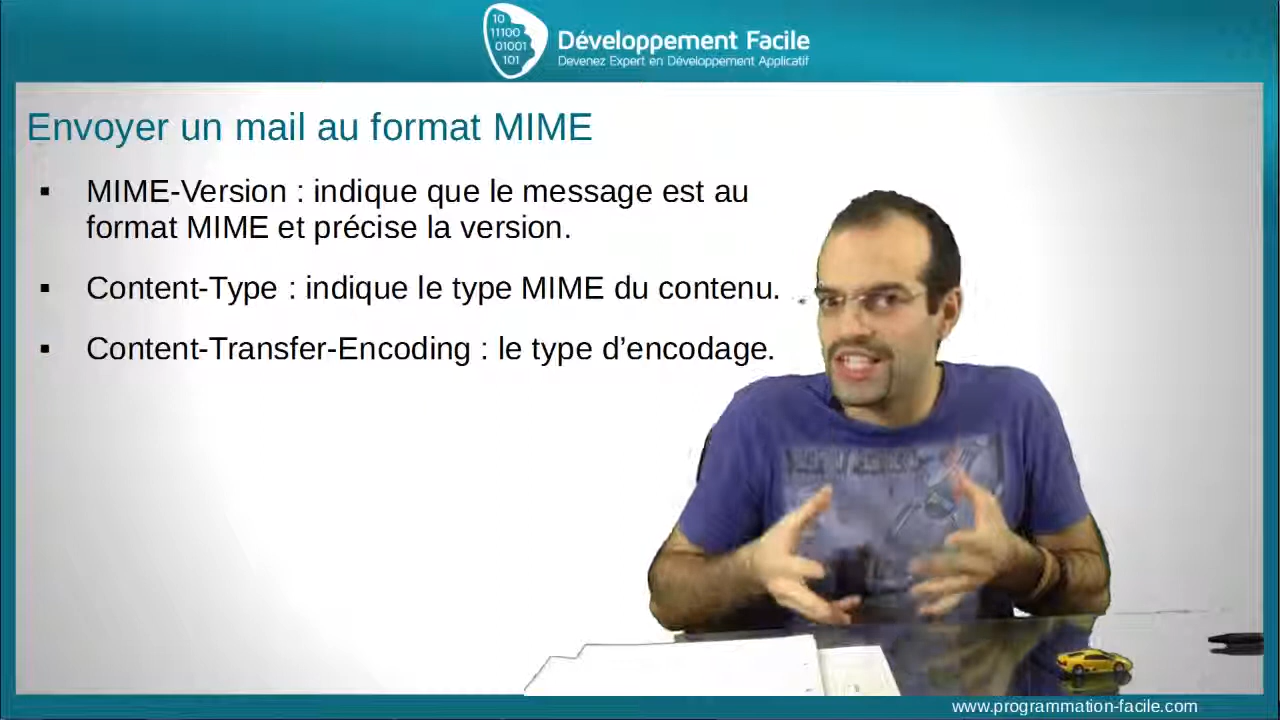 10
11100
01001
101
Développement Facile
Devenez Expert en Développement Applicatif
Envoyer un mail au format MIME
▪ MIME-Version : indique que le message est au
format MIME et précise la version.
▪ Content-Type : indique le type MIME du contenu.
▪ Content-Transfer-Encoding : le type d’encodage.
www.programmation-facile.com